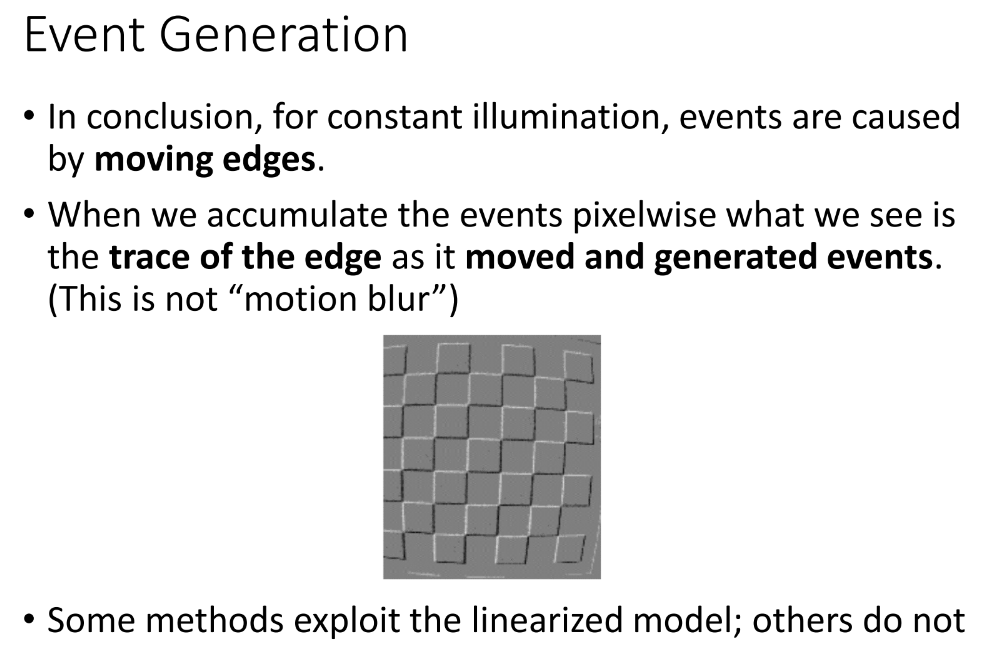 Event Generation
• In conclusion, for constant illumination, events are caused
by moving edges.
• When we accumulate the events pixelwise what we see is
the trace of the edge as it moved and generated events.
(This is not “motion blur”)
• Some methods exploit the linearized model; others do not